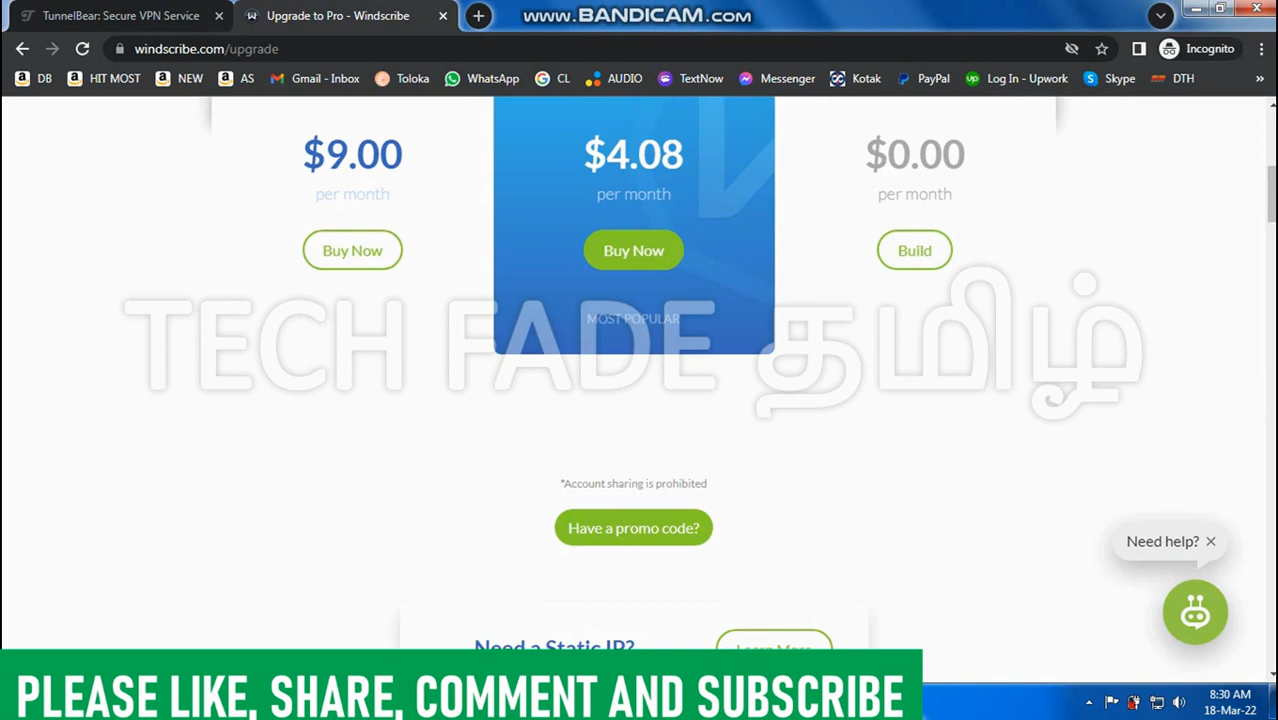 TunnelBear: Secure VPN Service
Upgrade to Pro - Windscribe
www.BANDICAM.com
windscribe.com/upgrade
Incognito
DB
HIT MOST
NEW
AS
Gmail - Inbox
Toloka
WhatsApp
CL
AUDIO
TextNow
Messenger
Kotak
PayPal
Log In - Upwork
Skype
DTH
$9.00
$4.08
$0.00
per month
per month
per month
Buy Now
Buy Now
Build
MOST POPULAR
TECH FADE தமிழ்
*Account sharing is prohibited
Have a promo code?
Need help?
Need a Static IP?
Learn More
PLEASE LIKE, SHARE, COMMENT AND SUBSCRIBE
8:30 AM
18-Mar-22